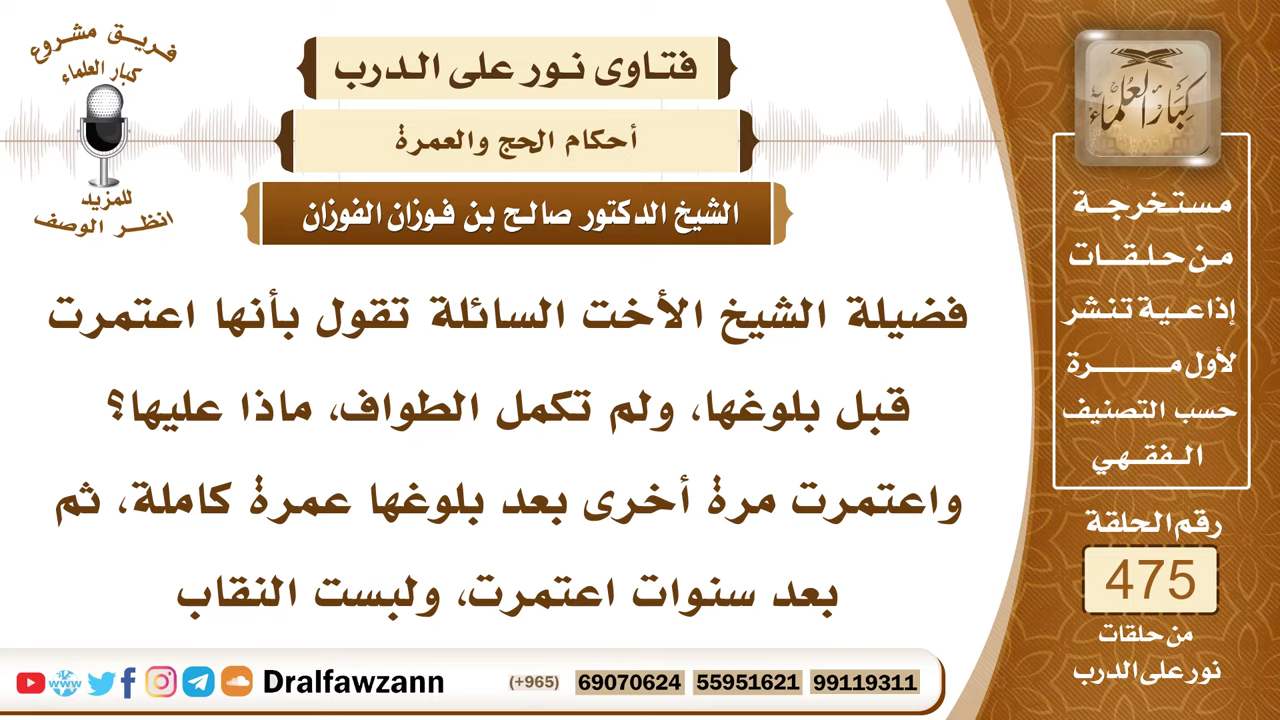 فريق مشروع
كبار العلماء
للمزيد
انظر الوصف
فتاوى نور على الدرب
أحكام الحج والعمرة
الشيخ الدكتور صالح بن فوزان الفوزان
فضيلة الشيخ الأخت السائلة تقول بأنها اعتمرت
قبل بلوغها، ولم تكمل الطواف، ماذا عليها؟
واعتمرت مرة أخرى بعد بلوغها عمرة كاملة، ثم
بعد سنوات اعتمرت، ولبست النقاب
كبار العلماء
مستخرجة
من حلقات
إذاعية تنشر
لأول مرة
حسب التصنيف
الفقهي
رقم الحلقة
475
من حلقات
نور على الدرب
www Dralfawzann (+965) 69070624 55951621 99119311